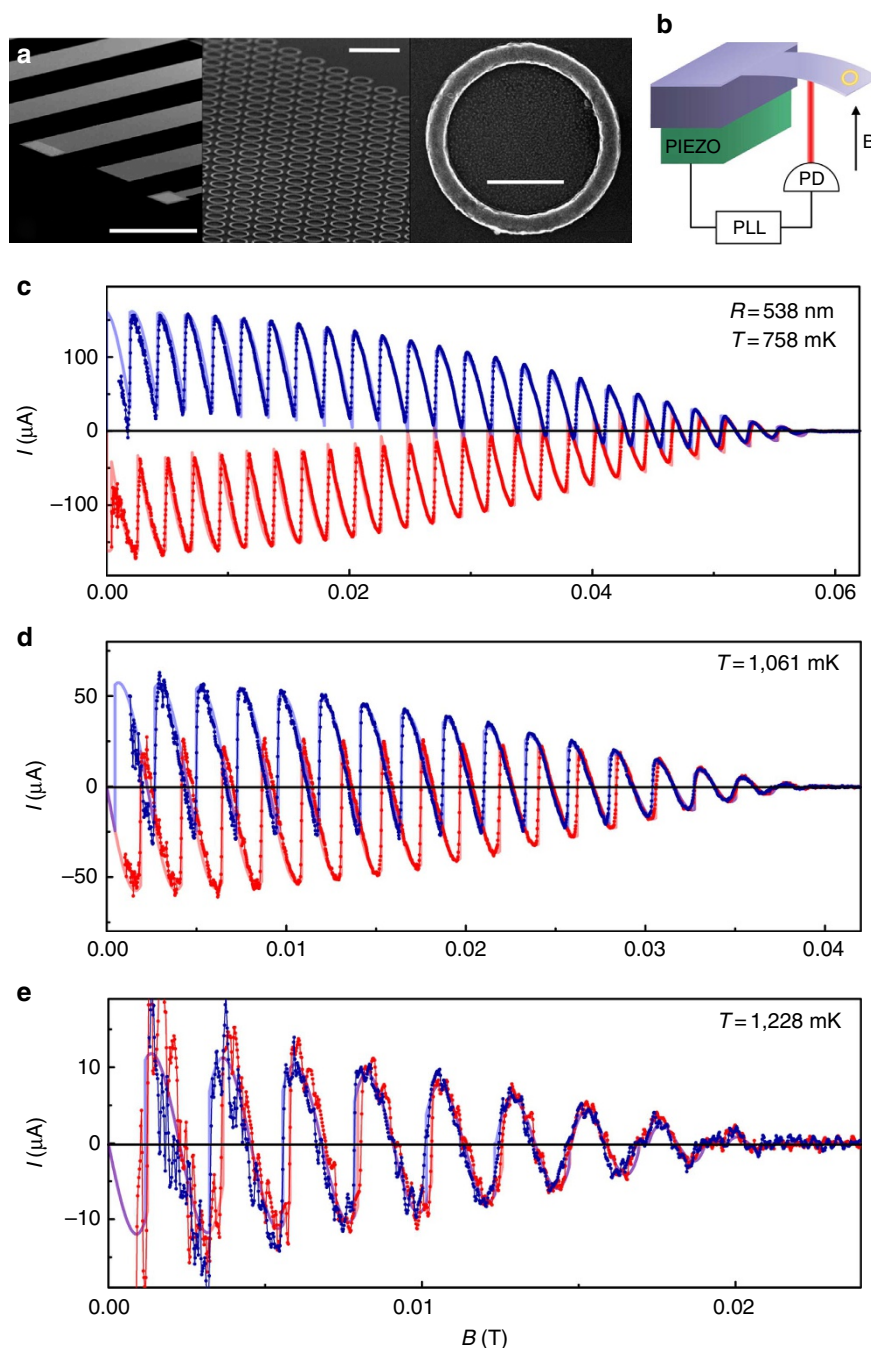 a
b
PIEZO
B
PD
PLL
c
R = 538 nm
T = 758 mK
100
0
−100
I (μA)
0.00 0.02 0.04 0.06
d
T = 1,061 mK
50
0
−50
I (μA)
0.00 0.01 0.02 0.03 0.04
e
T = 1,228 mK
10
0
−10
I (μA)
0.00 0.01 0.02
B (T)